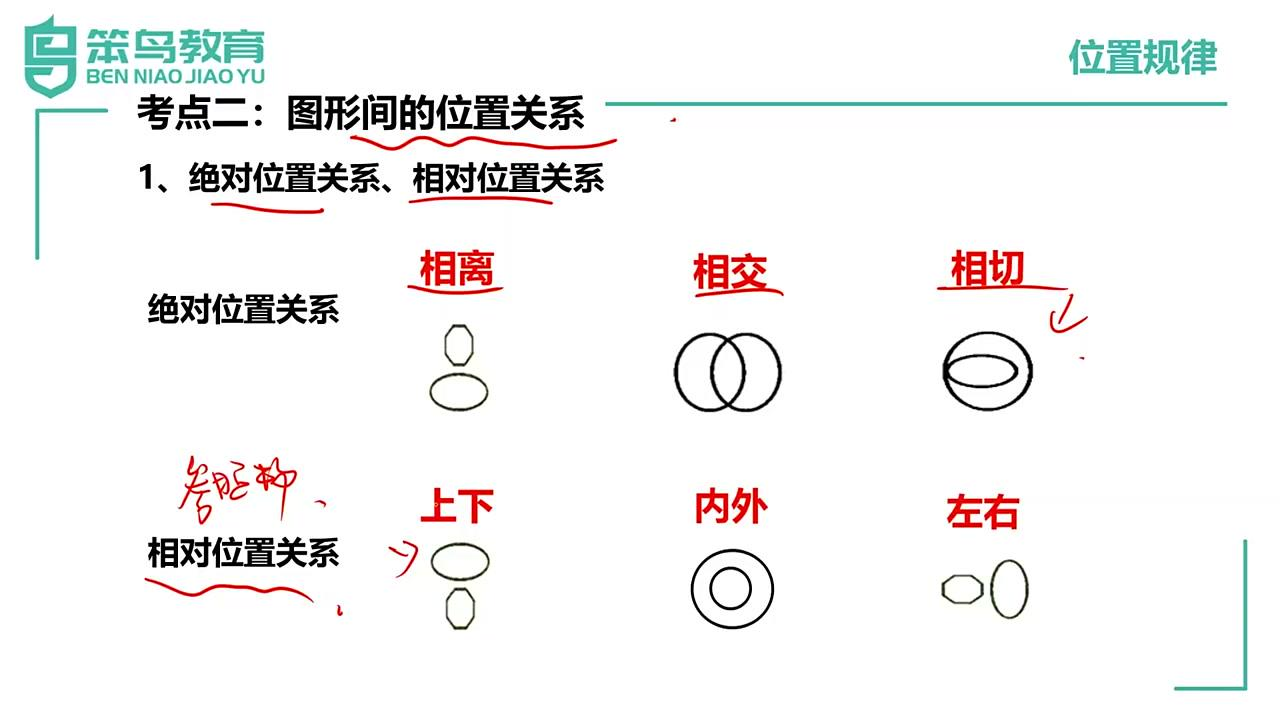 笨鸟教育
BEN NIAO JIAO YU
位置规律
考点二：图形间的位置关系
1、绝对位置关系、相对位置关系
相离
相交
相切
绝对位置关系
上下
内外
左右
相对位置关系